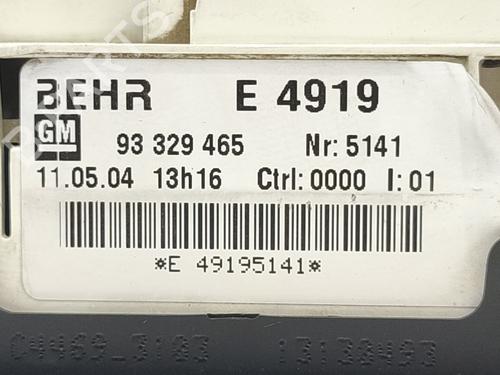 BEHR E 4919
GM 93 329 465 Nr: 5141
11.05.04 13h16 Ctrl: 0000 I: 01
*E 49195141*